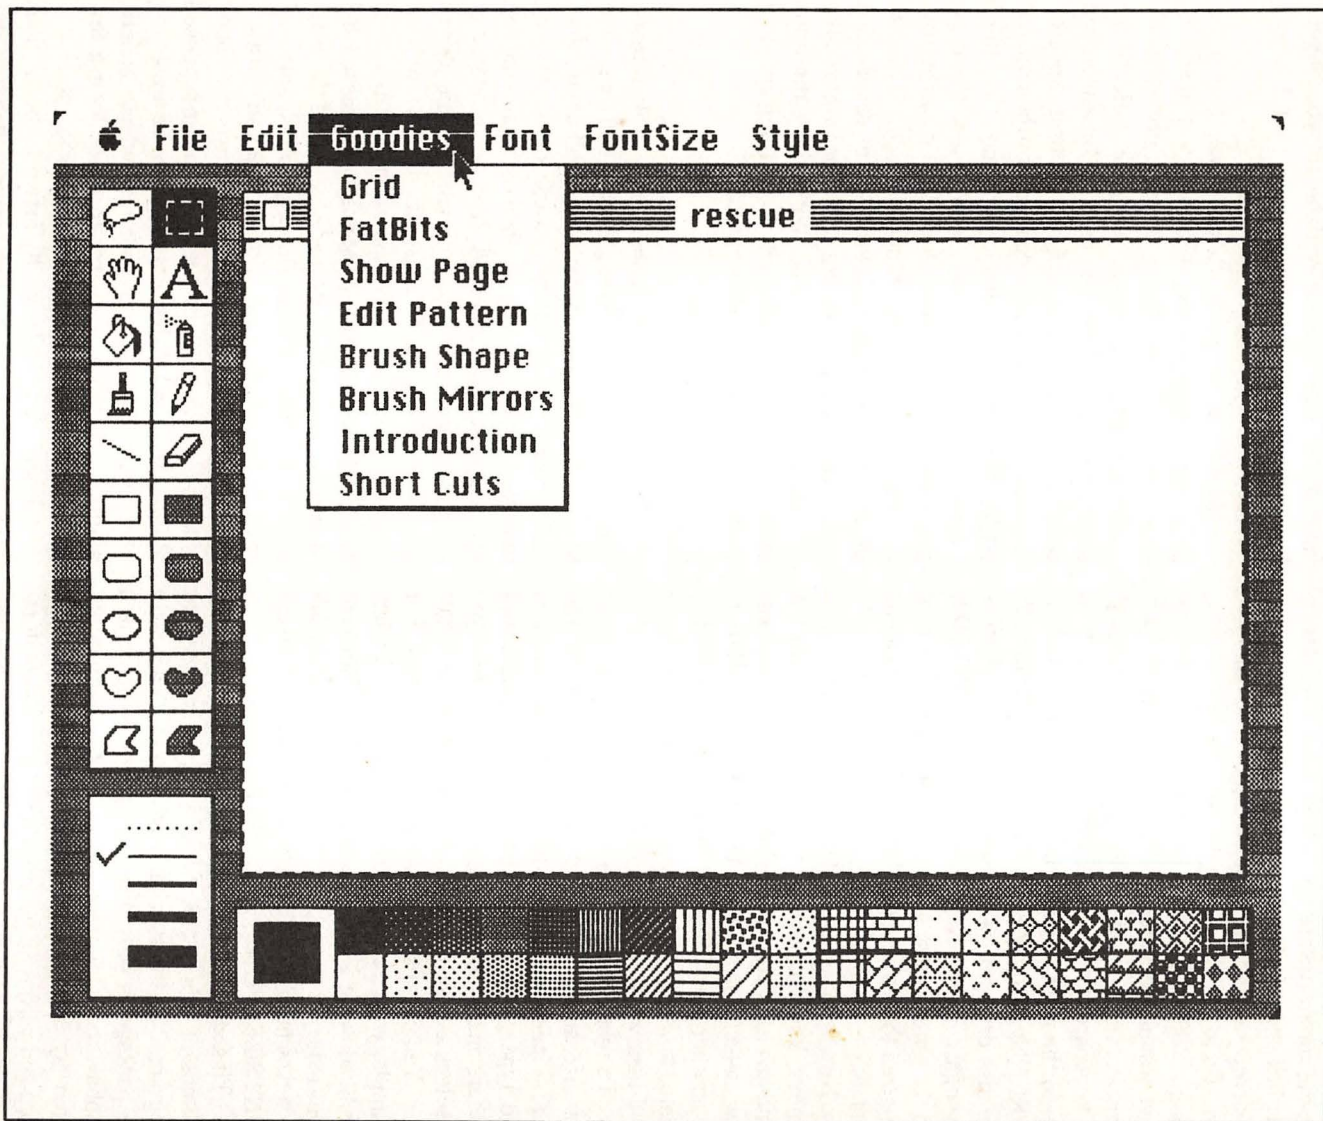 File Edit Goodies Font FontSize Style
rescue
Grid
FatBits
Show Page
Edit Pattern
Brush Shape
Brush Mirrors
Introduction
Short Cuts
A